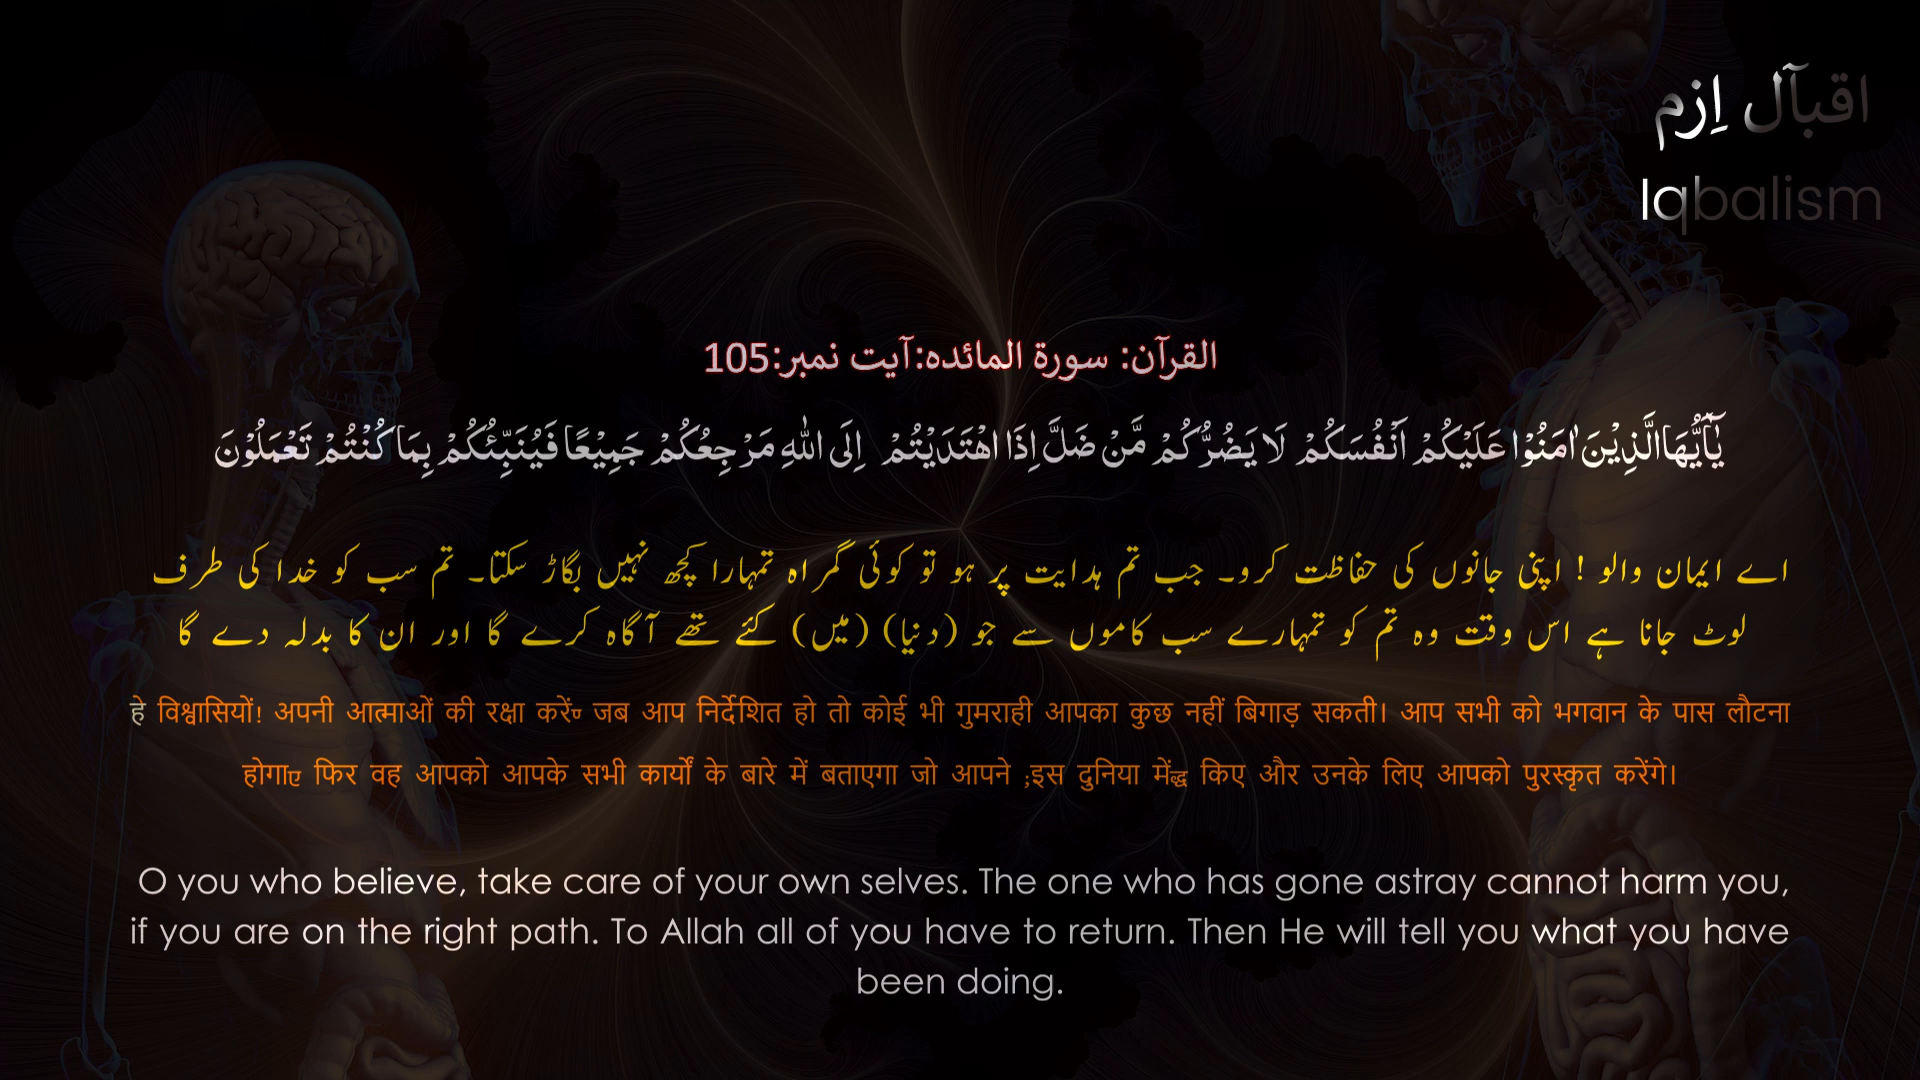 اقبآل اِزم
Iqbalism
القرآن: سورة المائدہ:آیت نمبر:105
یٰۤاَیُّهَا الَّذِیْنَ اٰمَنُوْا عَلَیْكُمْ اَنْفُسَكُمْ لَا یَضُرُّكُمْ مَّنْ ضَلَّ اِذَا اهْتَدَیْتُمْ اِلَى اللّٰهِ مَرْجِعُكُمْ جَمِیْعًا فَیُنَبِّئُكُمْ بِمَا كُنْتُمْ تَعْمَلُوْنَ
اے ایمان والو ! اپنی جانوں کی حفاظت کرو۔ جب تم ہدایت پر ہو تو کوئی گمراہ تمہارا کچھ نہیں بگاڑ سکتا۔ تم سب کو خدا کی طرف
لوٹ جانا ہے اس وقت وہ تم کو تمہارے سب کاموں سے جو (دنیا) (میں) کئے تھے آگاہ کرے گا اور ان کا بدلہ دے گا
हे विश्वासियों! अपनी आत्माओं की रक्षा करें जब आप निर्देशित हो तो कोई भी गुमराही आपका कुछ नहीं बिगाड़ सकती। आप सभी को भगवान के पास लौटना
होगाए फिर वह आपको आपके सभी कार्यों के बारे में बताएगा जो आपने ;इस दुनिया मेंद्ध किए और उनके लिए आपको पुरस्कृत करेंगे।
O you who believe, take care of your own selves. The one who has gone astray cannot harm you,
if you are on the right path. To Allah all of you have to return. Then He will tell you what you have
been doing.